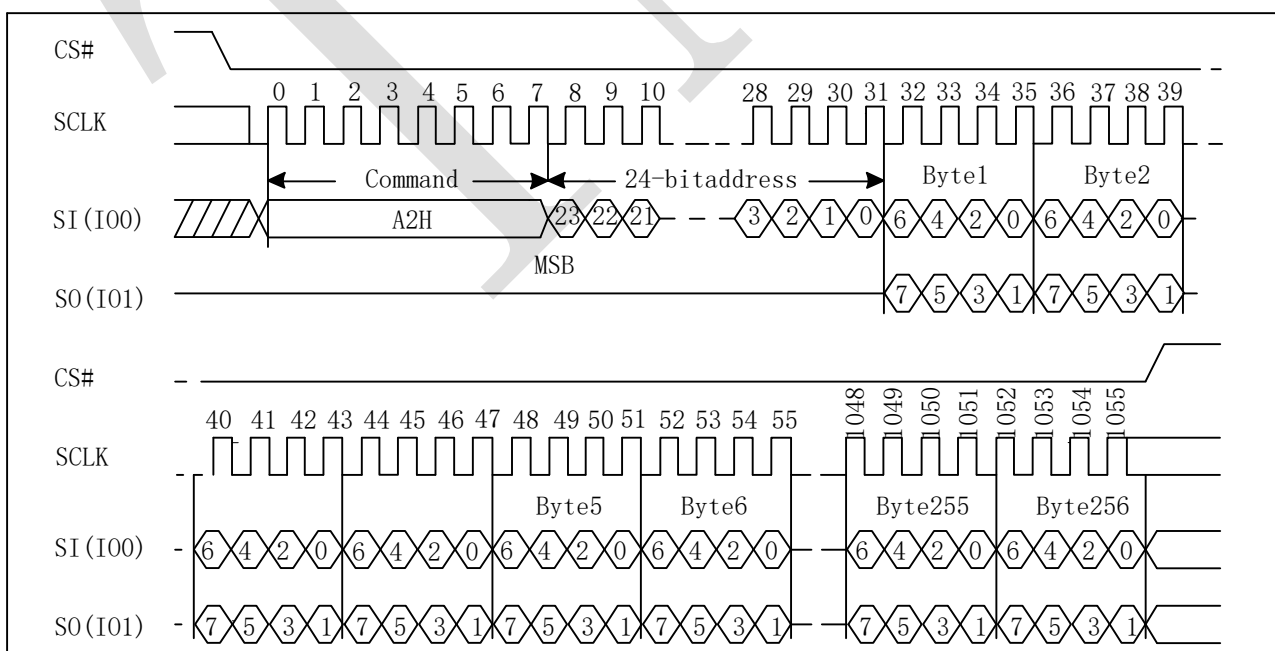 CS#
0 1 2 3 4 5 6 7 8 9 10 28 29 30 31 32 33 34 35 36 37 38 39
SCLK
Command 24-bitaddress Byte1 Byte2
SI(IO0) A2H 23 22 21 3 2 1 0 6 4 2 0 6 4 2 0
MSB
SO(IO1) 7 5 3 1 7 5 3 1
CS#
40 41 42 43 44 45 46 47 48 49 50 51 52 53 54 55 1048 1049 1050 1051 1052 1053 1054 1055
SCLK
Byte5 Byte6 Byte255 Byte256
SI(IO0) 6 4 2 0 6 4 2 0 6 4 2 0 6 4 2 0 6 4 2 0 6 4 2 0
SO(IO1) 7 5 3 1 7 5 3 1 7 5 3 1 7 5 3 1 7 5 3 1 7 5 3 1